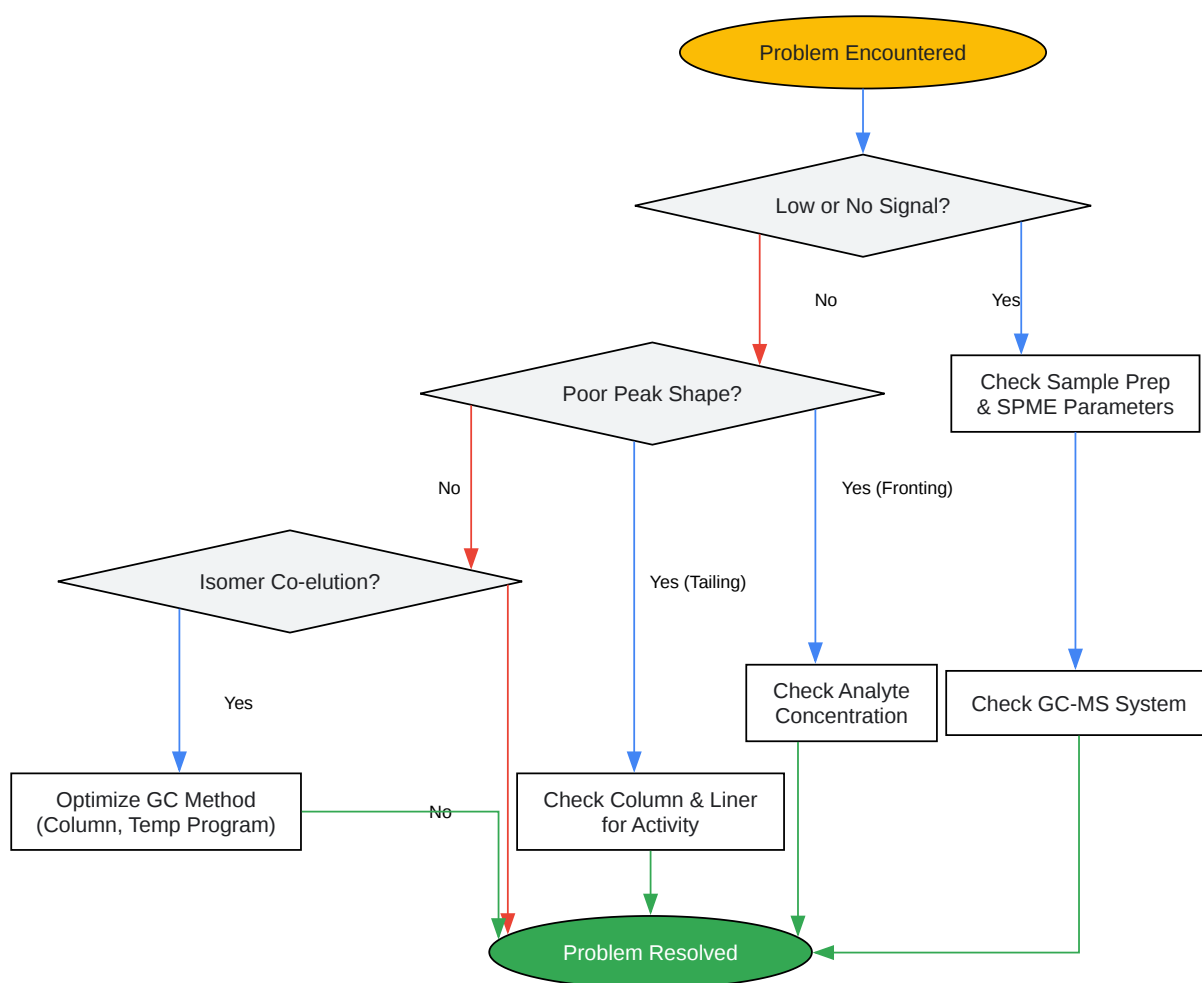 Problem Encountered
Low or No Signal?
No
Yes
Poor Peak Shape?
Check Sample Prep
& SPME Parameters
No
Yes (Fronting)
Isomer Co-elution?
Yes (Tailing)
Yes
Check Analyte
Concentration
Check GC-MS System
Optimize GC Method
(Column, Temp Program)
No
Check Column & Liner
for Activity
Problem Resolved